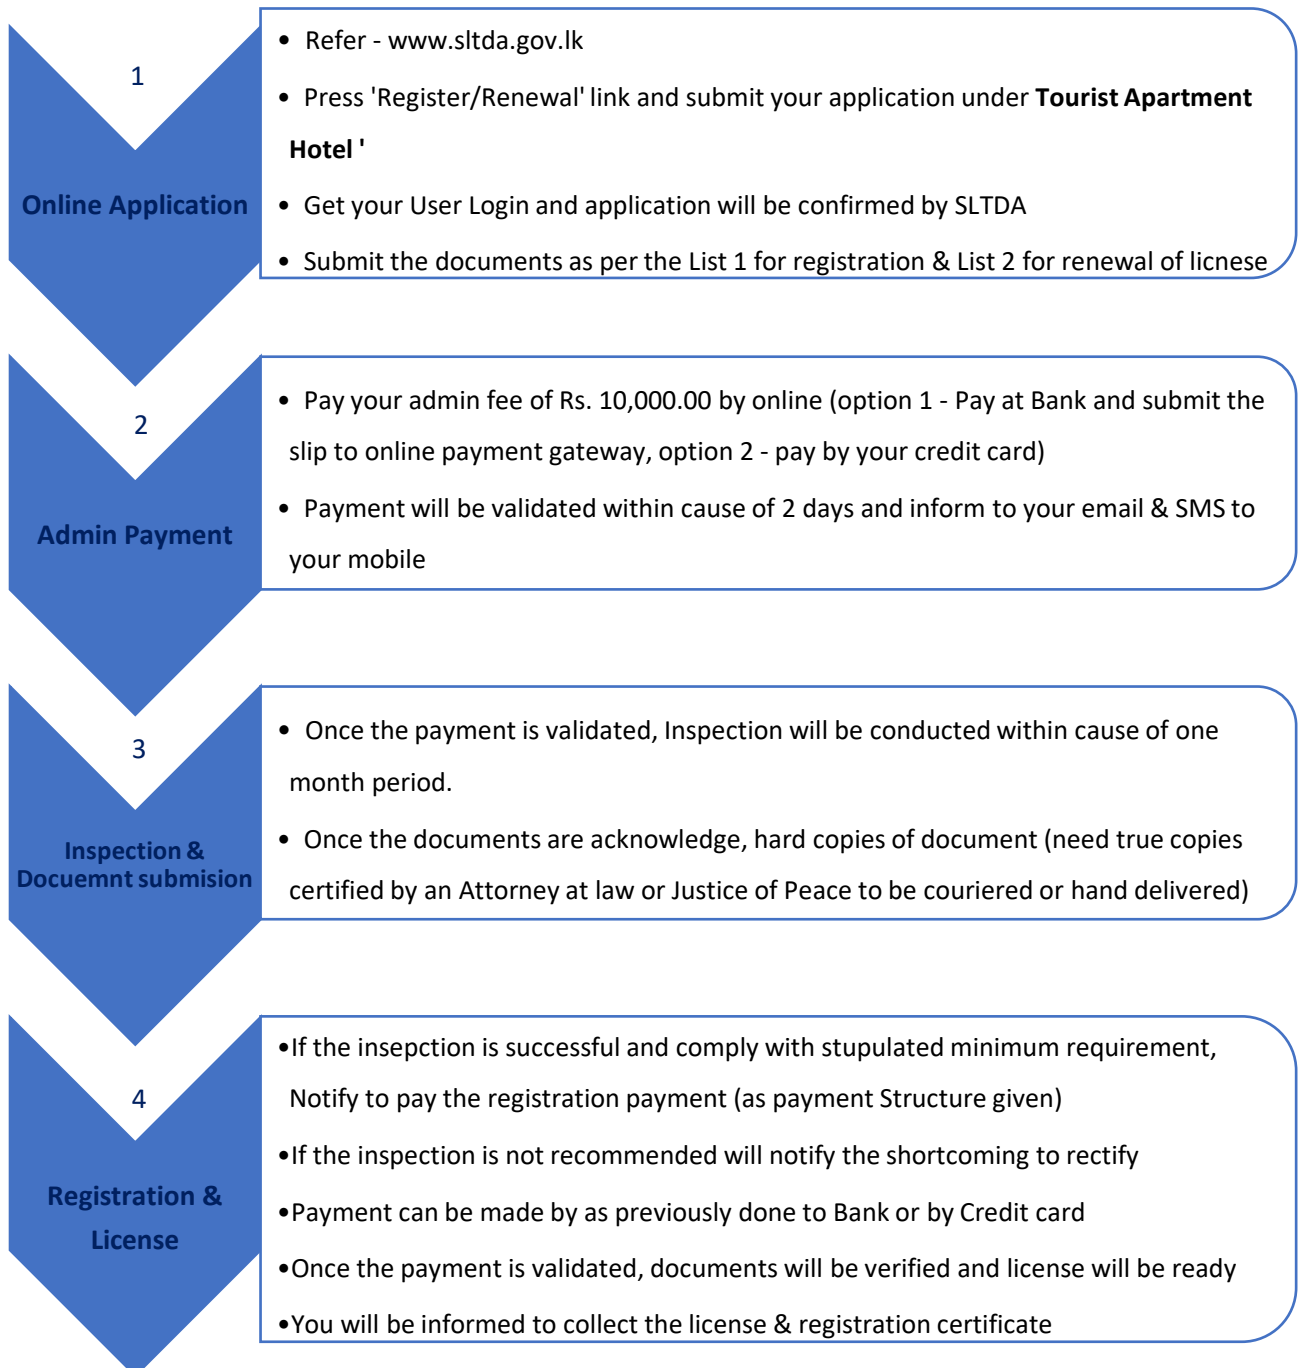 1
Online Application
• Refer - www.sltda.gov.lk
• Press 'Register/Renewal' link and submit your application under Tourist Apartment
Hotel '
• Get your User Login and application will be confirmed by SLTDA
• Submit the documents as per the List 1 for registration & List 2 for renewal of licnese
2
Admin Payment
• Pay your admin fee of Rs. 10,000.00 by online (option 1 - Pay at Bank and submit the
slip to online payment gateway, option 2 - pay by your credit card)
• Payment will be validated within cause of 2 days and inform to your email & SMS to
your mobile
3
Inspection &
Docuemnt submision
• Once the payment is validated, Inspection will be conducted within cause of one
month period.
• Once the documents are acknowledge, hard copies of document (need true copies
certified by an Attorney at law or Justice of Peace to be couriered or hand delivered)
4
Registration &
License
•If the insepction is successful and comply with stupulated minimum requirement,
Notify to pay the registration payment (as payment Structure given)
•If the inspection is not recommended will notify the shortcoming to rectify
•Payment can be made by as previously done to Bank or by Credit card
•Once the payment is validated, documents will be verified and license will be ready
•You will be informed to collect the license & registration certificate